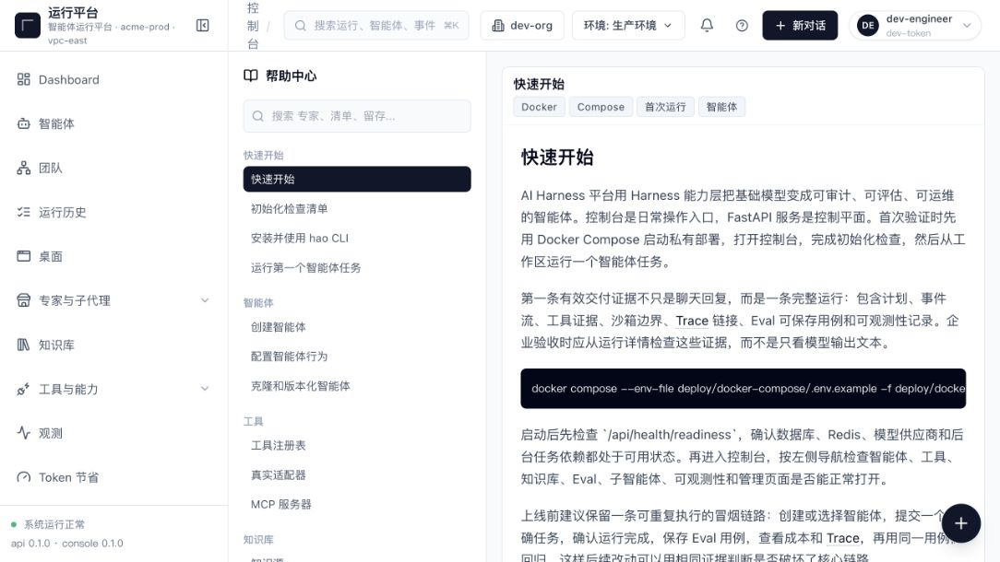 运行平台
智能体运行平台 · acme-prod ·
vpc-east
控
制
台
/
搜索运行、智能体、事件 ⌘K
dev-org
环境: 生产环境
+ 新对话
DE
dev-engineer
dev-token
Dashboard
智能体
团队
运行历史
桌面
专家与子代理
知识库
工具与能力
观测
Token 节省
系统运行正常
api 0.1.0 · console 0.1.0
帮助中心
搜索 专家、清单、留存...
快速开始
快速开始
初始化检查清单
安装并使用 hao CLI
运行第一个智能体任务
智能体
创建智能体
配置智能体行为
克隆和版本化智能体
工具
工具注册表
真实适配器
MCP 服务器
知识库
知识源
快速开始
Docker
Compose
首次运行
智能体
快速开始
AI Harness 平台用 Harness 能力层把基础模型变成可审计、可评估、可运维
的智能体。控制台是日常操作入口，FastAPI 服务是控制平面。首次验证时先
用 Docker Compose 启动私有部署，打开控制台，完成初始化检查，然后从工
作区运行一个智能体任务。
第一条有效交付证据不只是聊天回复，而是一条完整运行：包含计划、事件
流、工具证据、沙箱边界、Trace 链接、Eval 可保存用例和可观测性记录。企
业验收时应从运行详情检查这些证据，而不是只看模型输出文本。
docker compose --env-file deploy/docker-compose/.env.example -f deploy/docke
启动后先检查 `/api/health/readiness`，确认数据库、Redis、模型供应商和后
台任务依赖都处于可用状态。再进入控制台，按左侧导航检查智能体、工具、
知识库、Eval、子智能体、可观测性和管理页面是否能正常打开。
上线前建议保留一条可重复执行的冒烟链路：创建或选择智能体，提交一个
确任务，确认运行完成，保存 Eval 用例，查看成本和 Trace，再用同一用例
回归。这样后续改动可以用相同证据判断是否破坏了核心链路。